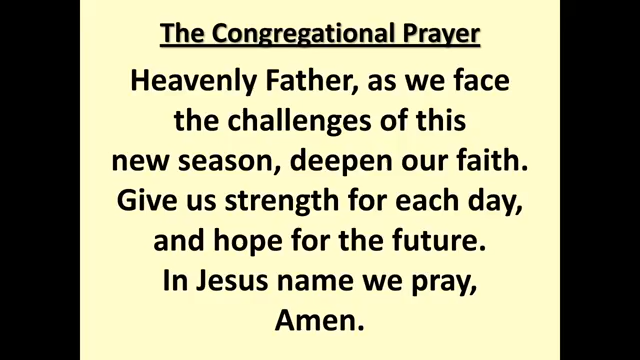 The Congregational Prayer
Heavenly Father, as we face
the challenges of this
new season, deepen our faith.
Give us strength for each day,
and hope for the future.
In Jesus name we pray,
Amen.